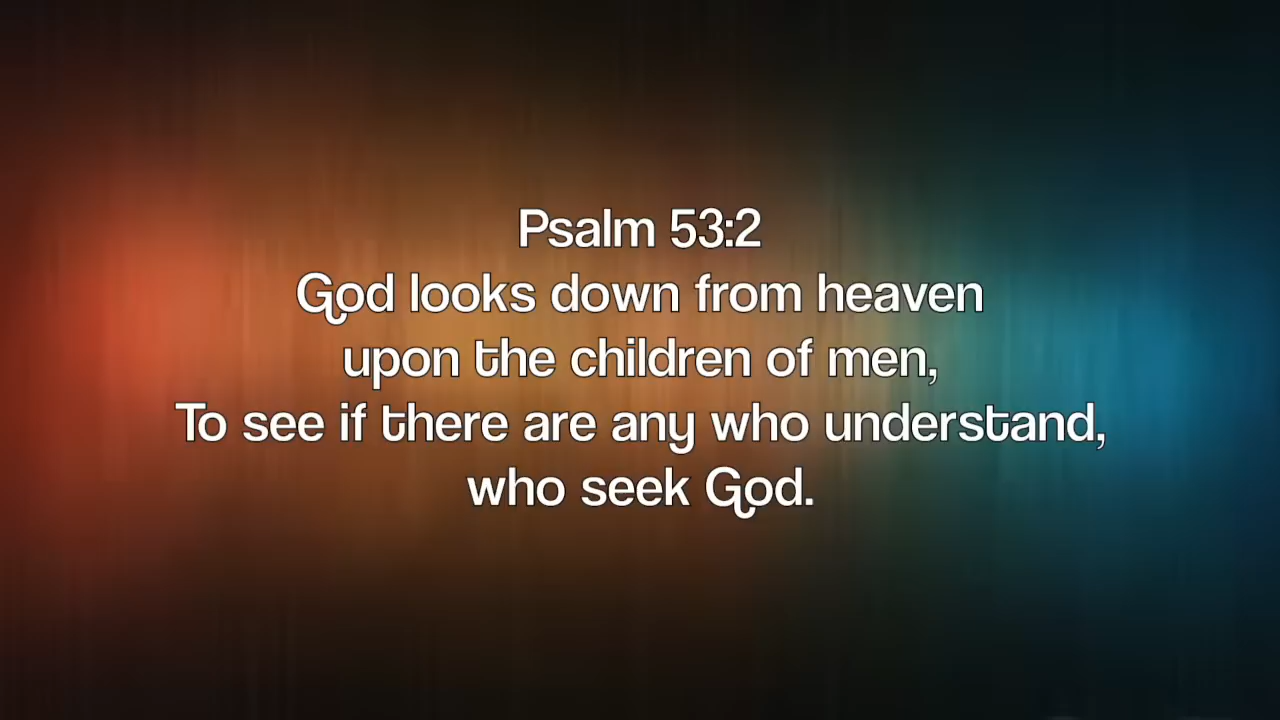 Psalm 53:2
God looks down from heaven
upon the children of men,
To see if there are any who understand,
who seek God.